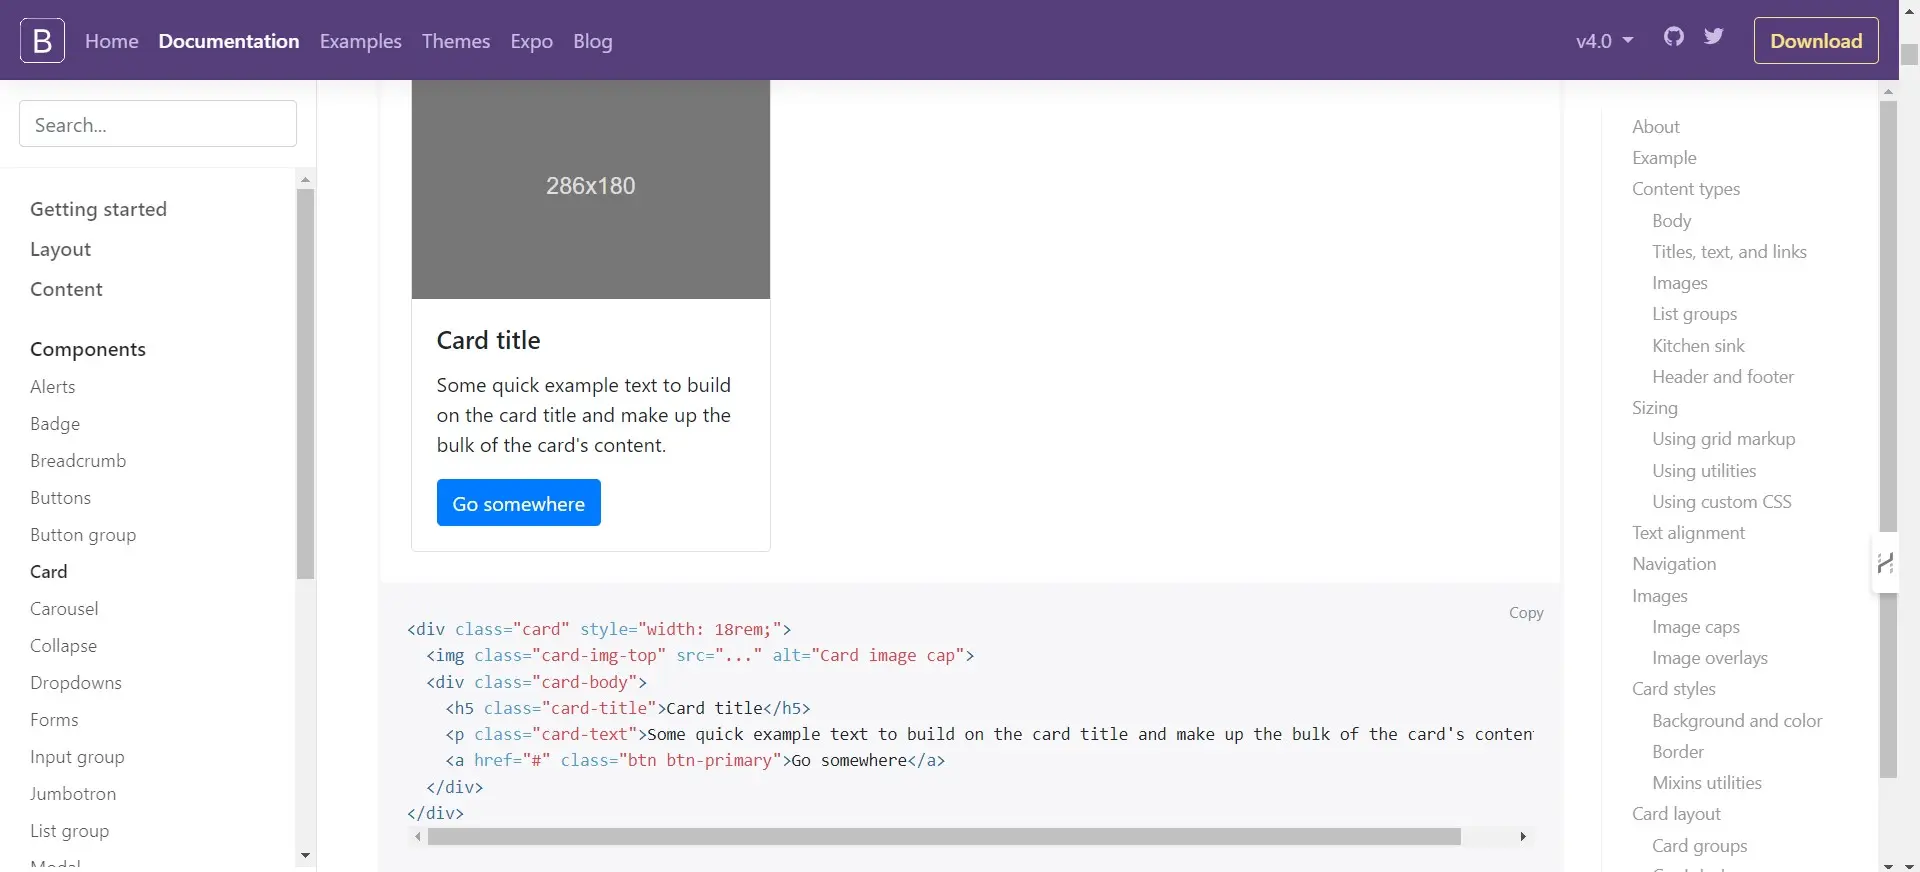 B Home Documentation Examples Themes Expo Blog v4.0 Download
Search...
Getting started
Layout
Content
Components
Alerts
Badge
Breadcrumb
Buttons
Button group
Card
Carousel
Collapse
Dropdowns
Forms
Input group
Jumbotron
List group
Modal
286x180
Card title
Some quick example text to build
on the card title and make up the
bulk of the card's content.
Go somewhere
Copy
<div class="card" style="width: 18rem;">
  <img class="card-img-top" src="..." alt="Card image cap">
  <div class="card-body">
    <h5 class="card-title">Card title</h5>
    <p class="card-text">Some quick example text to build on the card title and make up the bulk of the card's conten
    <a href="#" class="btn btn-primary">Go somewhere</a>
  </div>
</div>
About
Example
Content types
Body
Titles, text, and links
Images
List groups
Kitchen sink
Header and footer
Sizing
Using grid markup
Using utilities
Using custom CSS
Text alignment
Navigation
Images
Image caps
Image overlays
Card styles
Background and color
Border
Mixins utilities
Card layout
Card groups